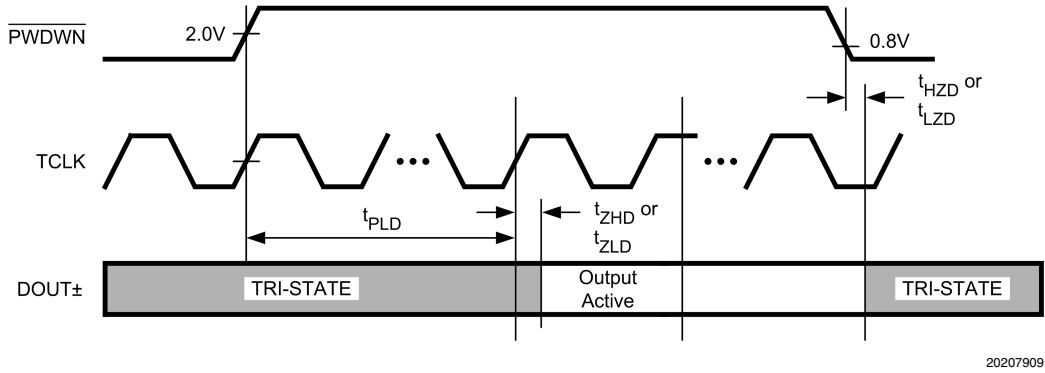 PWDWN
2.0V
0.8V
tHZD or
tLZD
TCLK
tPLD
tZHD or
tZLD
DOUT±
TRI-STATE
Output
Active
TRI-STATE
20207909